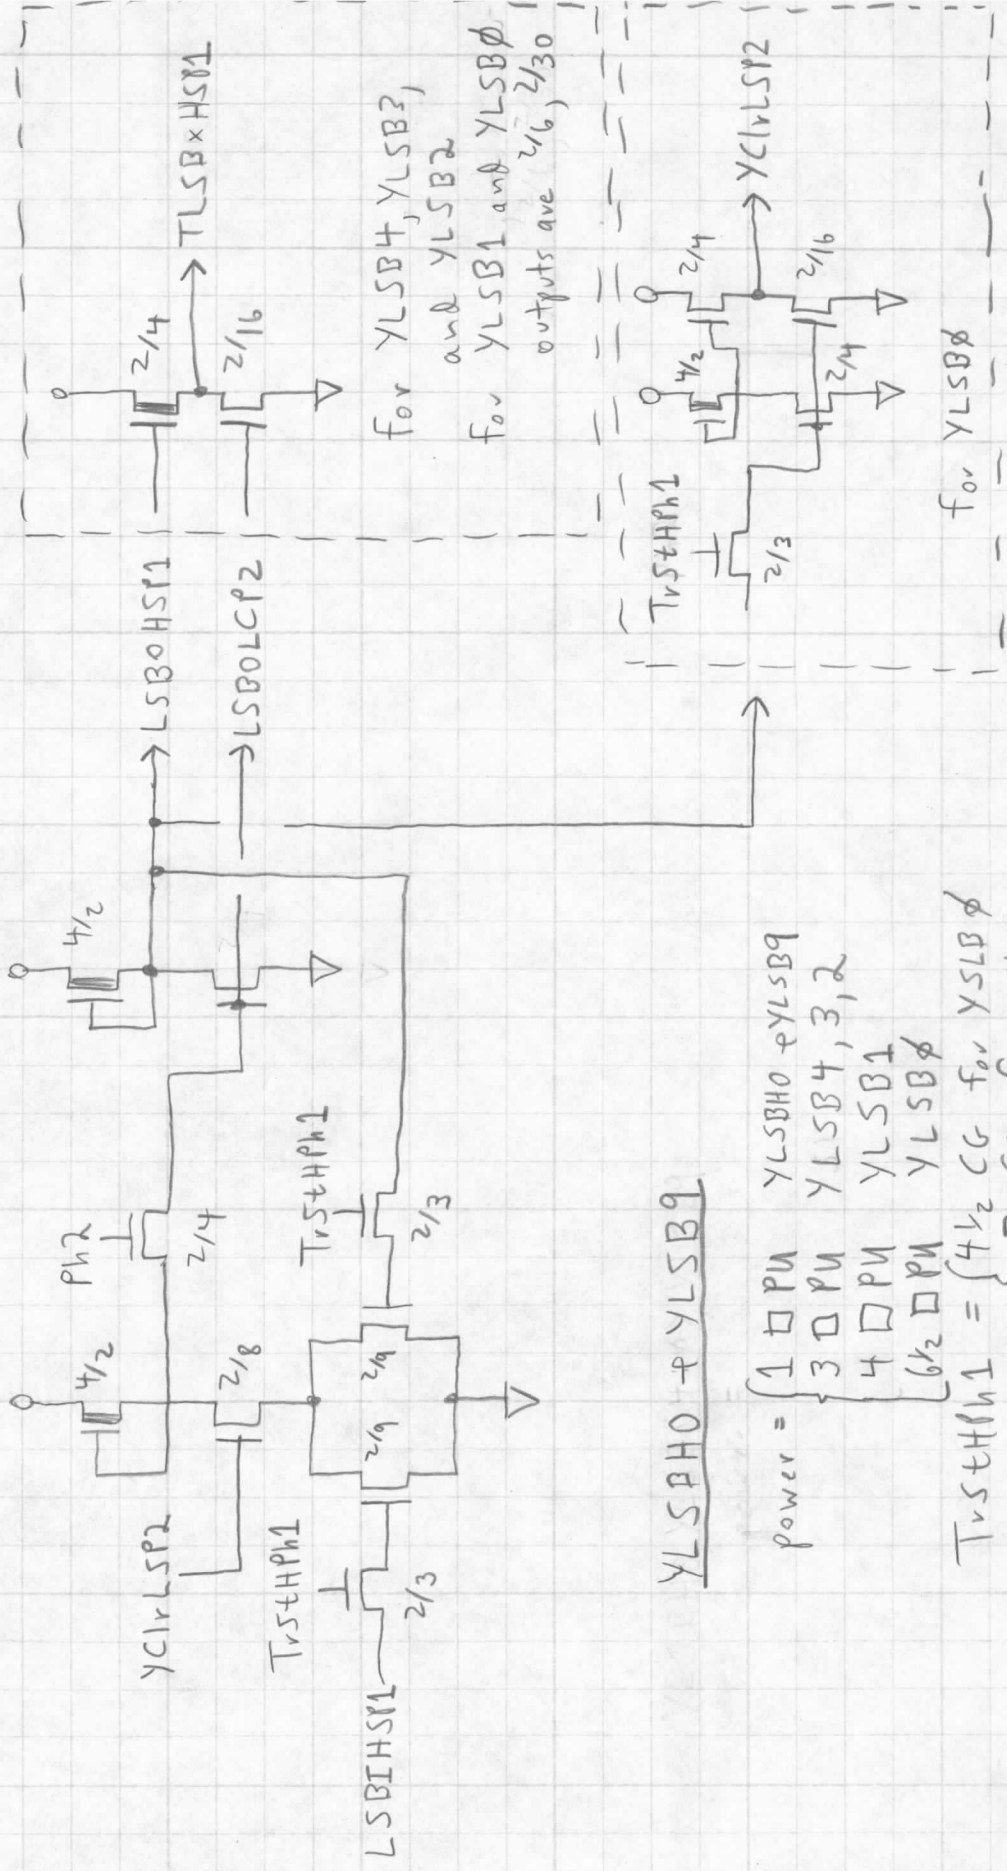 YClrLSP2
4/2
2/8
Ph2
2/4
4/2
LSBOHSP1
LSBOLCP2
TrStHPh1
LSBIHSP1
2/3
2/9
2/9
TrStHPh1
2/3
2/4
2/16
TLSBxHSP1
For YLSB4, YLSB3,
and YLSB2
For YLSB1 and YLSBØ
outputs are 2/6, 2/30
TrStHPh1
2/3
4/2
2/4
2/4
2/16
YClrLSP2
for YLSBØ
YLSBHO + YLSB9
power = { 1 □ PU YLSBHO + YLSB9
3 □ PU YLSB4, 3, 2
4 □ PU YLSB1
6 1/2 □ PU YLSBØ
TrStHPh1 = { 4 1/2 CG for YSLBØ